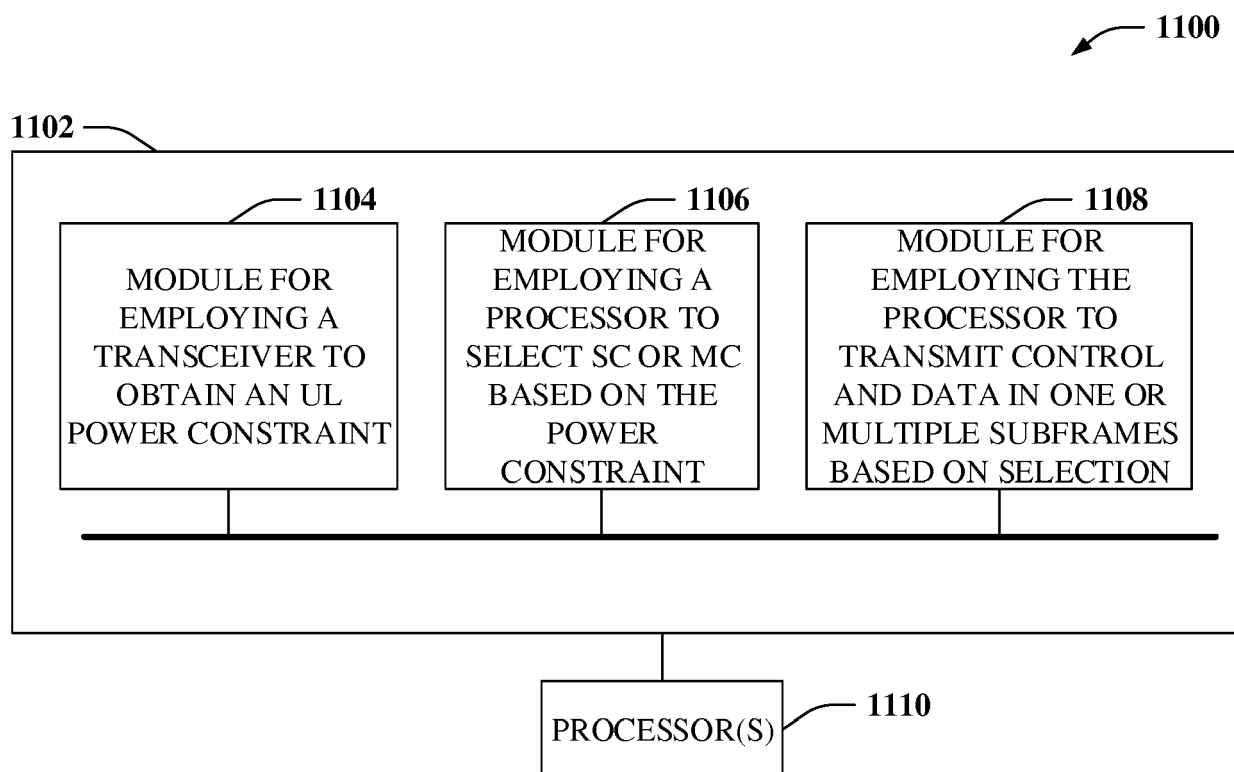 1100
1102
1104
1106
1108
MODULE FOR
EMPLOYING A
TRANSCEIVER TO
OBTAIN AN UL
POWER CONSTRAINT
MODULE FOR
EMPLOYING A
PROCESSOR TO
SELECT SC OR MC
BASED ON THE
POWER
CONSTRAINT
MODULE FOR
EMPLOYING THE
PROCESSOR TO
TRANSMIT CONTROL
AND DATA IN ONE OR
MULTIPLE SUBFRAMES
BASED ON SELECTION
1110
PROCESSOR(S)